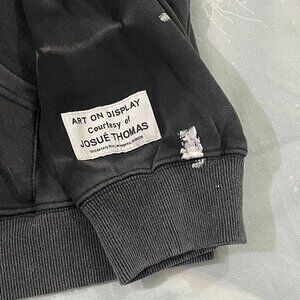 ART ON DISPLAY
Courtesy of
JOSUÉ THOMAS